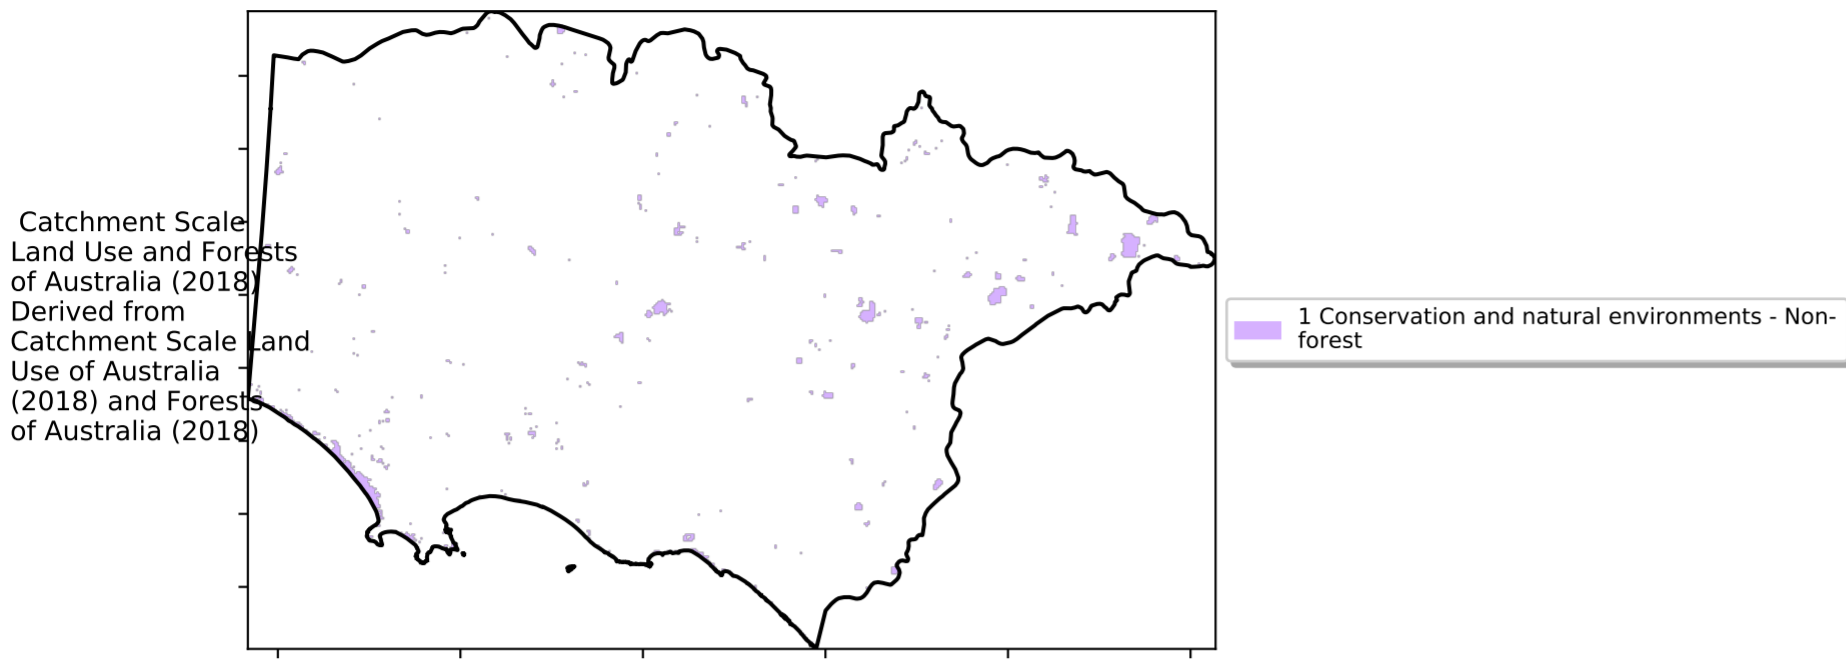 Catchment Scale
Land Use and Forests
of Australia (2018)
Derived from
Catchment Scale Land
Use of Australia
(2018) and Forests
of Australia (2018)
1 Conservation and natural environments - Non-
forest